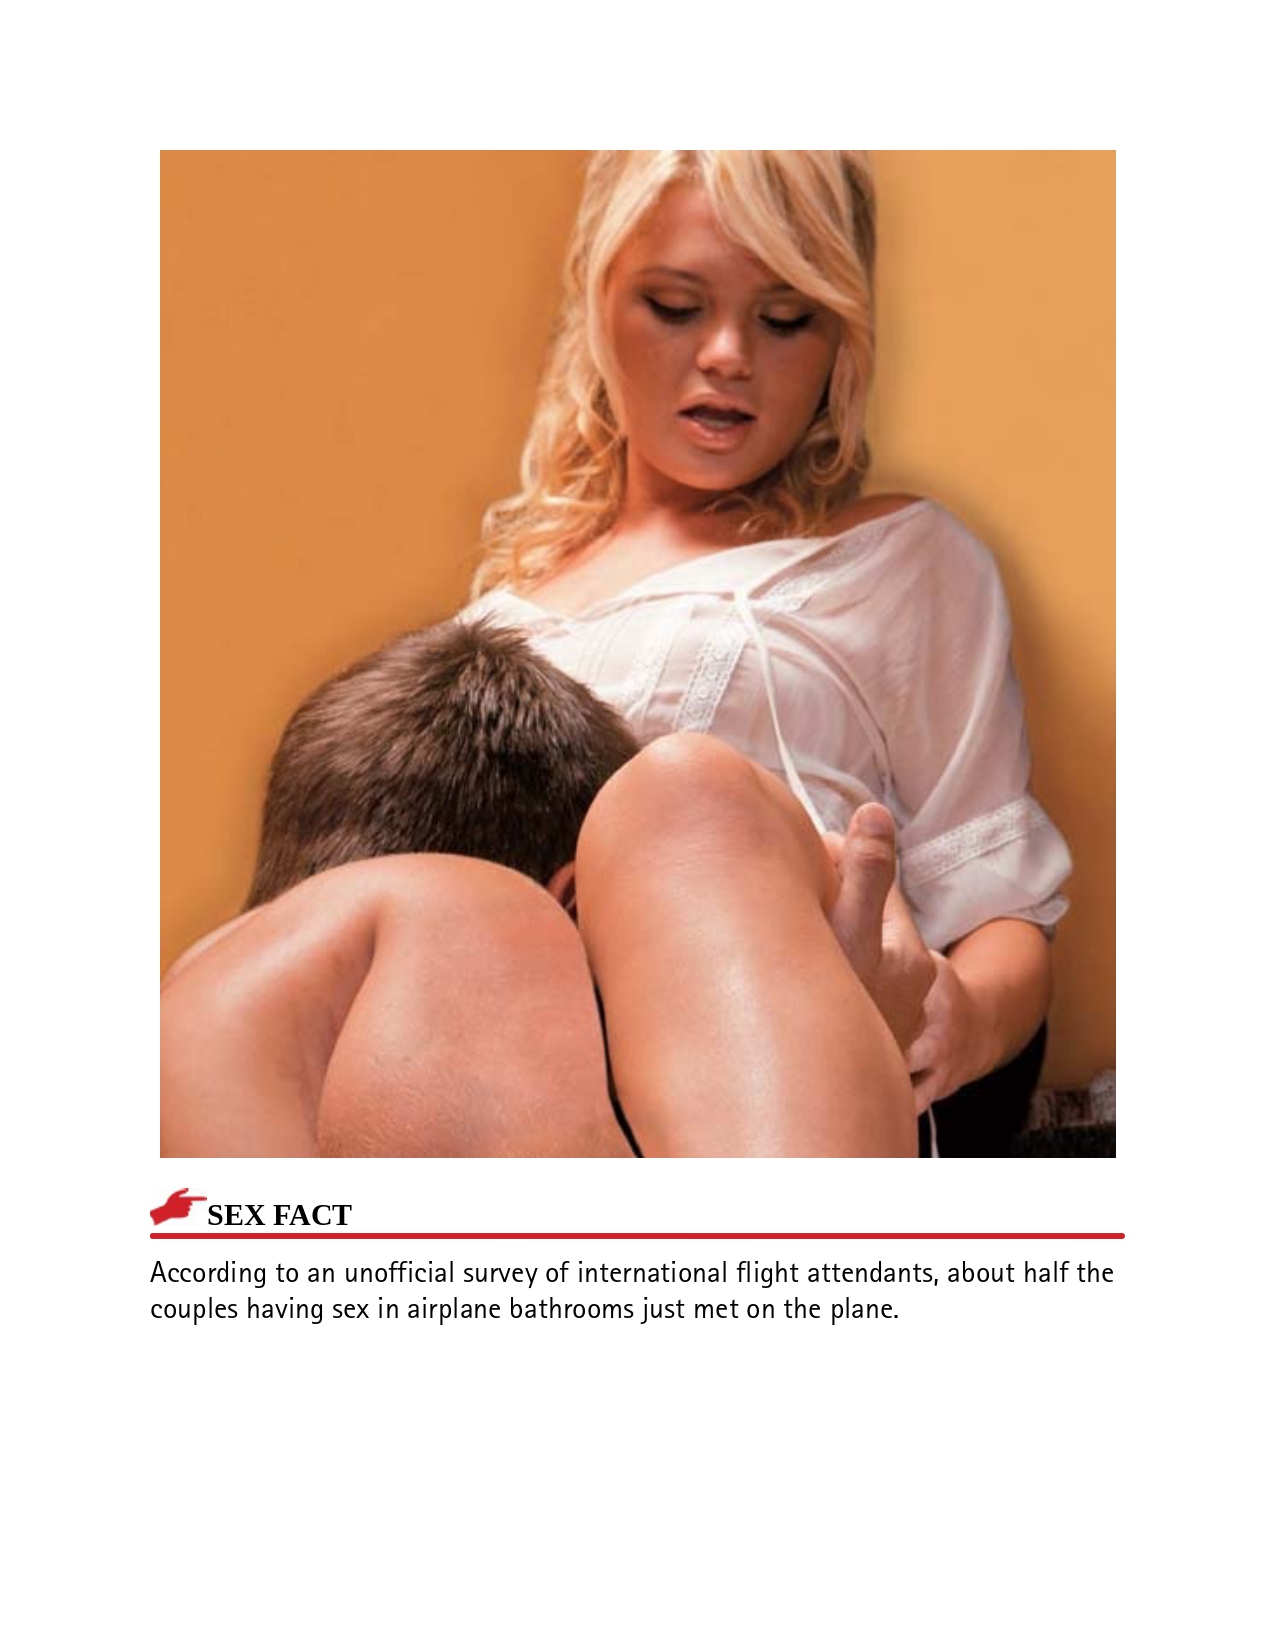 SEX FACT
According to an unofficial survey of international flight attendants, about half the
couples having sex in airplane bathrooms just met on the plane.